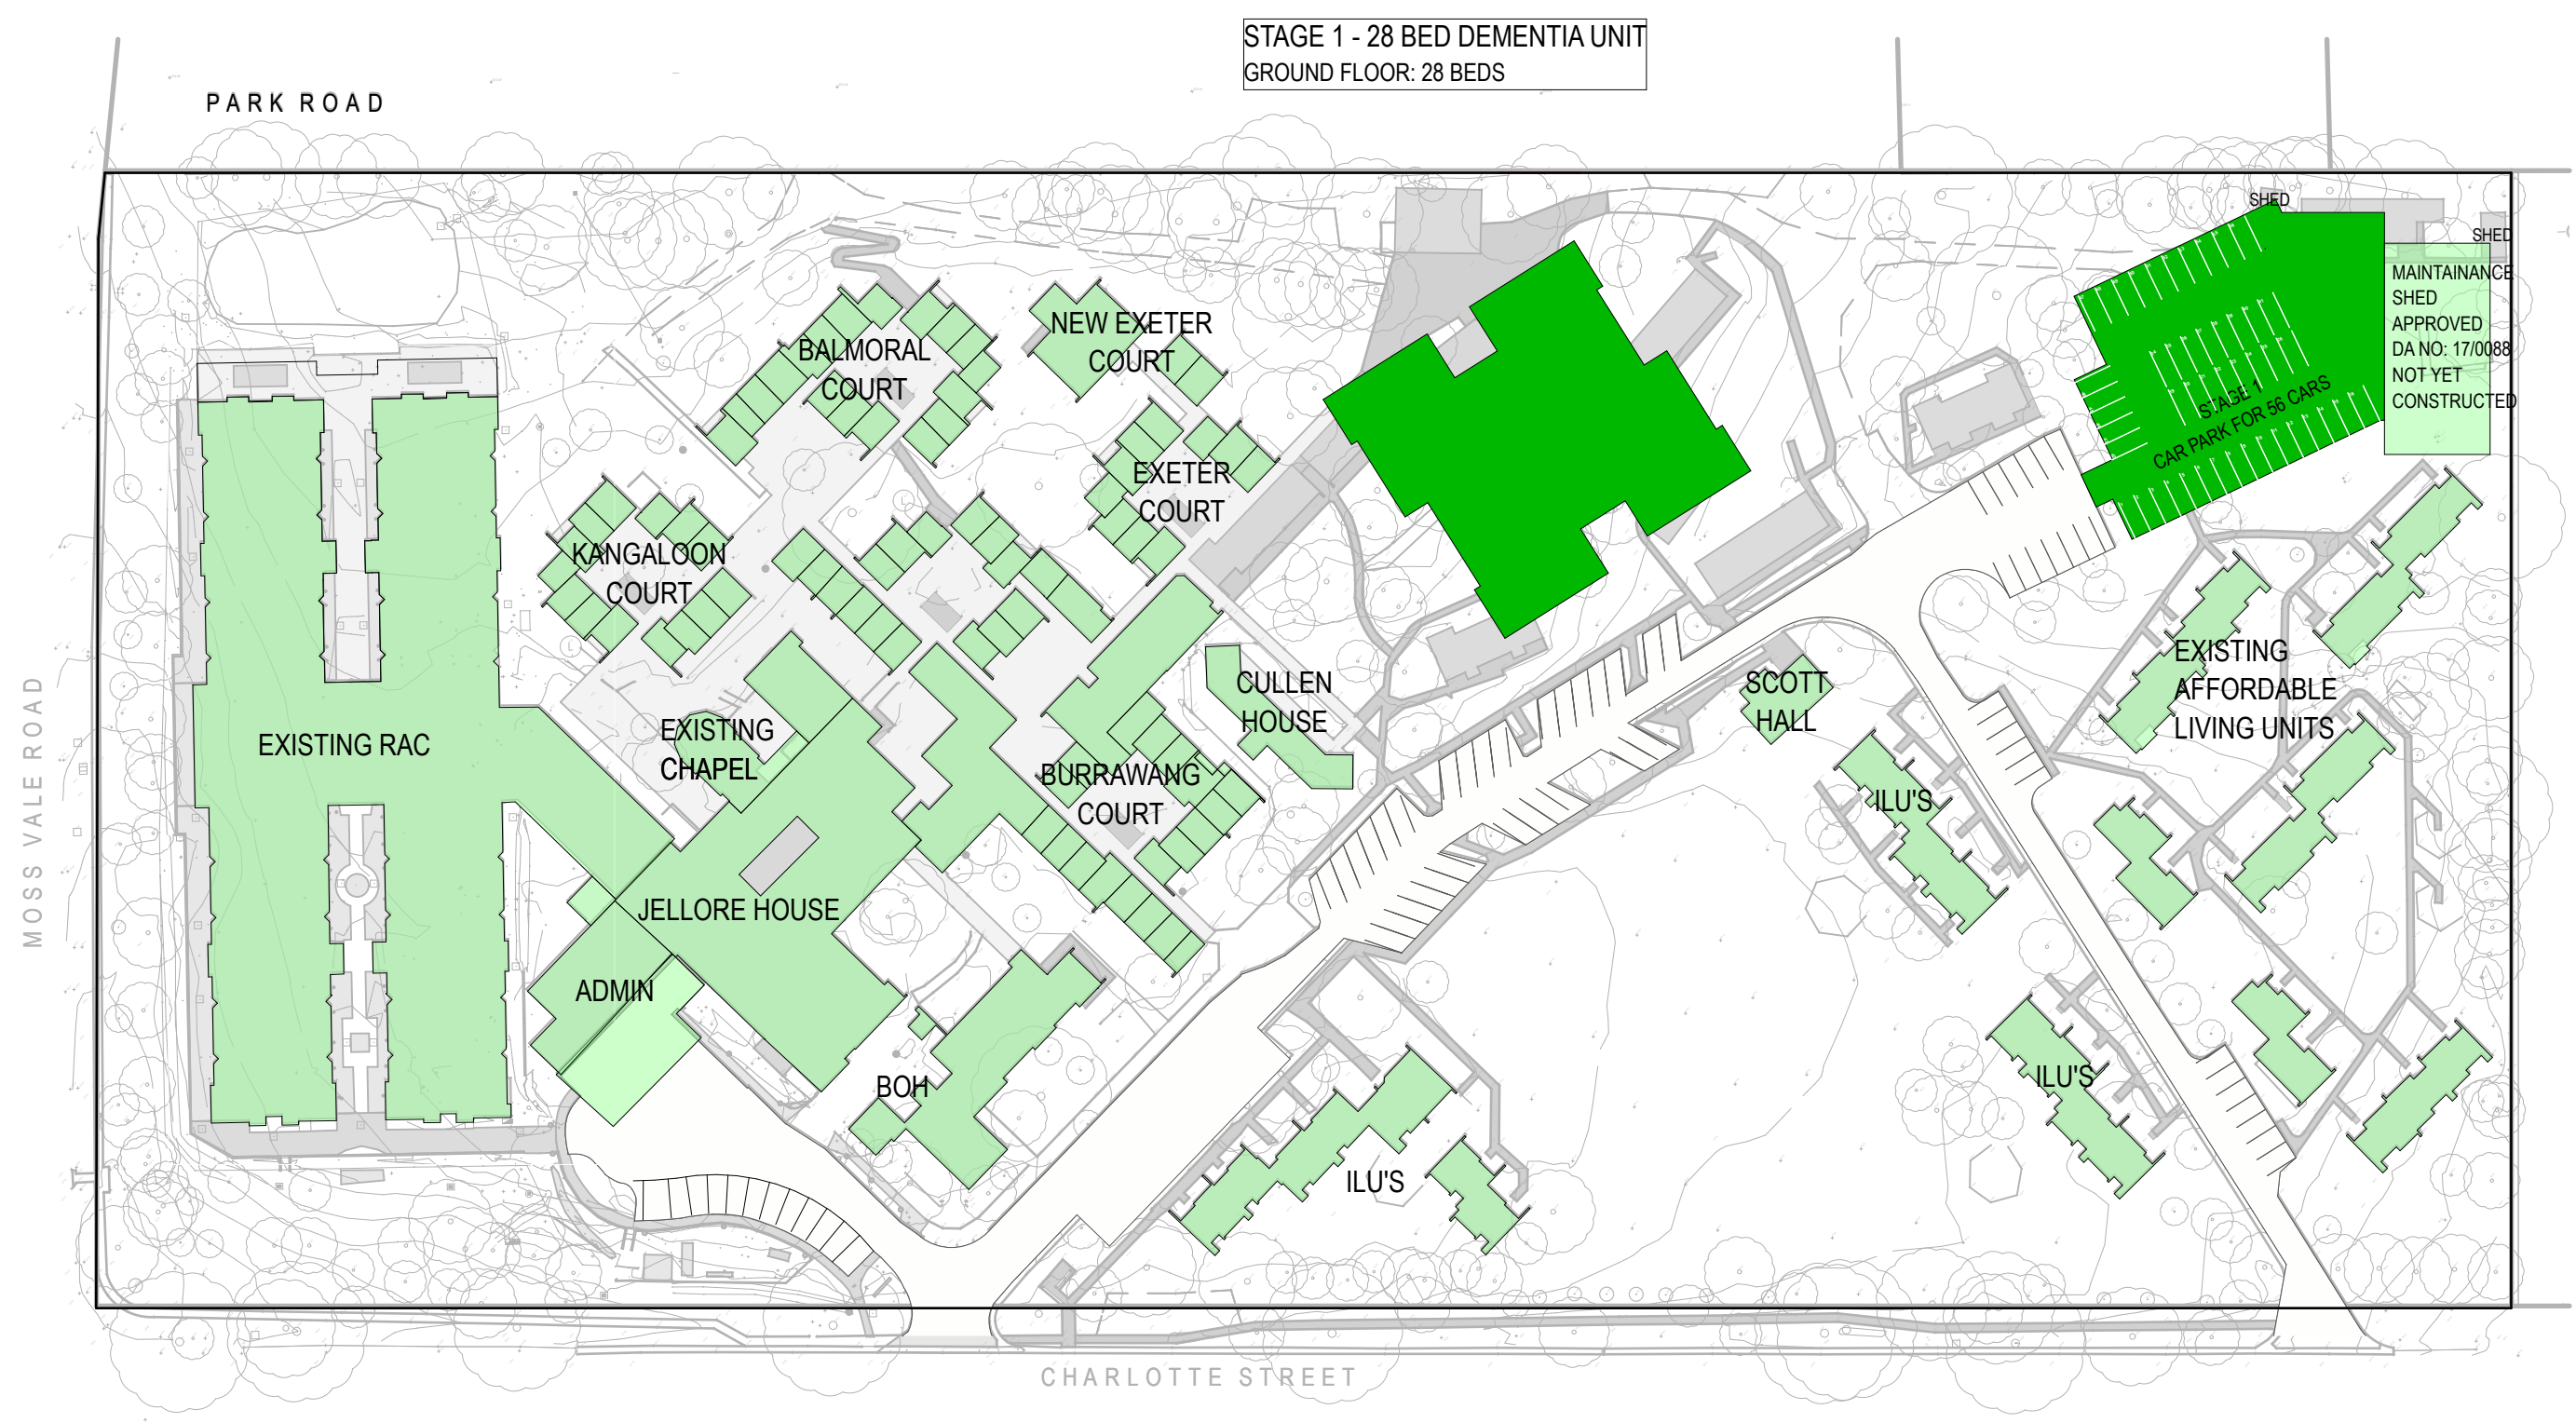 STAGE 1 - 28 BED DEMENTIA UNIT
GROUND FLOOR: 28 BEDS
PARK ROAD
SHED
SHED
MAINTAINANCE
SHED
APPROVED
DA NO: 17/0088
NOT YET
CONSTRUCTED
STAGE 1
CAR PARK FOR 56 CARS
NEW EXETER
COURT
BALMORAL
COURT
EXETER
COURT
KANGALOON
COURT
CULLEN
HOUSE
SCOTT
HALL
EXISTING
AFFORDABLE
LIVING UNITS
EXISTING RAC
EXISTING
CHAPEL
BURRAWANG
COURT
ILU'S
JELLORE HOUSE
ADMIN
BOH
ILU'S
ILU'S
MOSS VALE ROAD
CHARLOTTE STREET